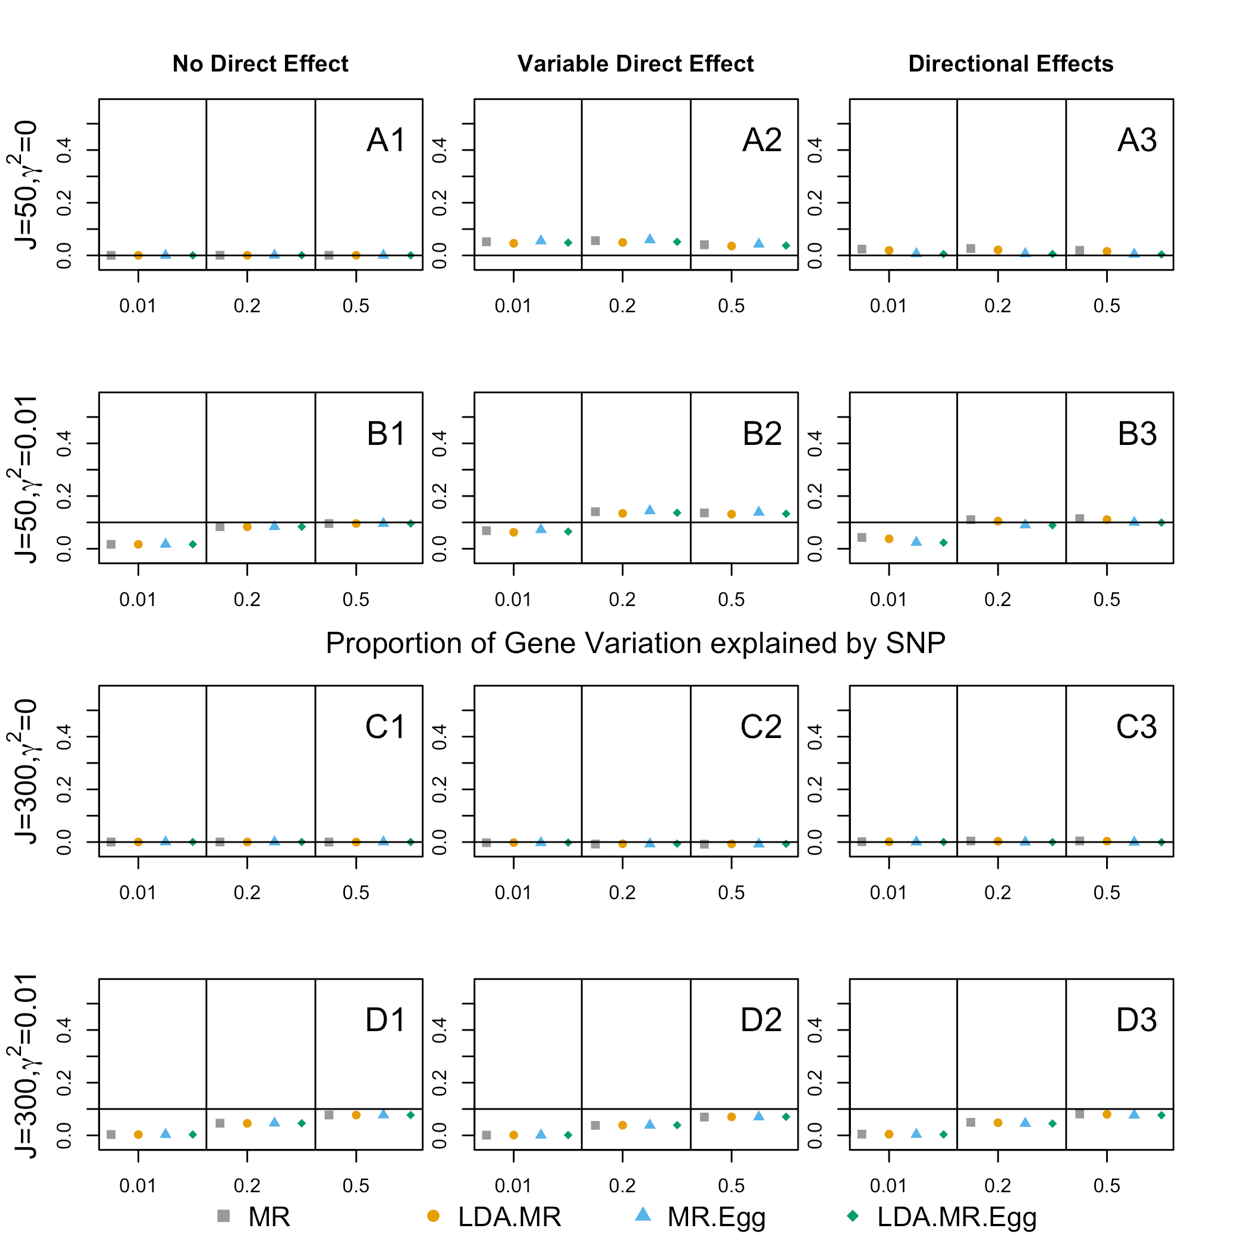 No Direct Effect Variable Direct Effect Directional Effects
J=50,γ²=0
A1 A2 A3
0.0 0.2 0.4 0.0 0.2 0.4 0.0 0.2 0.4
0.01 0.2 0.5 0.01 0.2 0.5 0.01 0.2 0.5
J=50,γ²=0.01
B1 B2 B3
0.0 0.2 0.4 0.0 0.2 0.4 0.0 0.2 0.4
0.01 0.2 0.5 0.01 0.2 0.5 0.01 0.2 0.5
Proportion of Gene Variation explained by SNP
J=300,γ²=0
C1 C2 C3
0.0 0.2 0.4 0.0 0.2 0.4 0.0 0.2 0.4
0.01 0.2 0.5 0.01 0.2 0.5 0.01 0.2 0.5
J=300,γ²=0.01
D1 D2 D3
0.0 0.2 0.4 0.0 0.2 0.4 0.0 0.2 0.4
0.01 0.2 0.5 0.01 0.2 0.5 0.01 0.2 0.5
MR LDA.MR MR.Egg LDA.MR.Egg